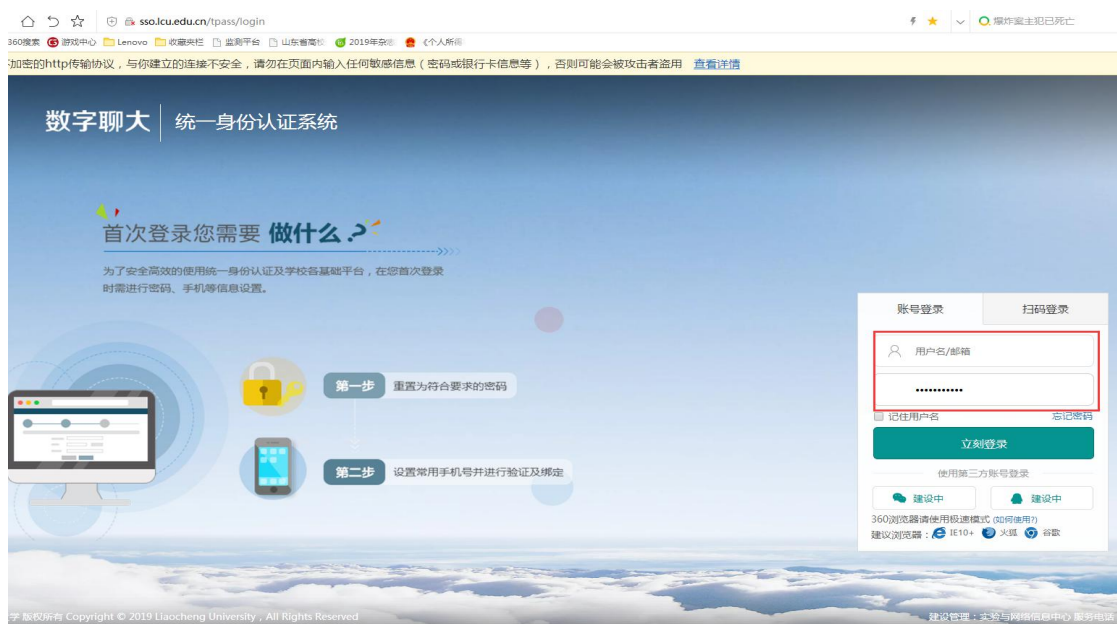 sso.lcu.edu.cn/tpass/login
爆炸案主犯已死亡
360搜索 游戏中心 Lenovo 收藏夹栏 监测平台 山东省高校 2019年杂志 《个人所得
加密的http传输协议，与你建立的连接不安全，请勿在页面内输入任何敏感信息（密码或银行卡信息等），否则可能会被攻击者盗用 查看详情
数字聊大 统一身份认证系统
首次登录您需要 做什么？
为了安全高效的使用统一身份认证及学校各基础平台，在您首次登录
时需进行密码、手机等信息设置。
账号登录 扫码登录
用户名/邮箱
•••••••••••
第一步 重置为符合要求的密码
记住用户名 忘记密码
立刻登录
第二步 设置常用手机号并进行验证及绑定
使用第三方账号登录
建设中 建设中
360浏览器请使用极速模式 (如何使用?)
建议浏览器： IE10+ 火狐 谷歌
学 版权所有 Copyright © 2019 Liaocheng University , All Rights Reserved
建设管理：实验与网络信息中心 服务电话